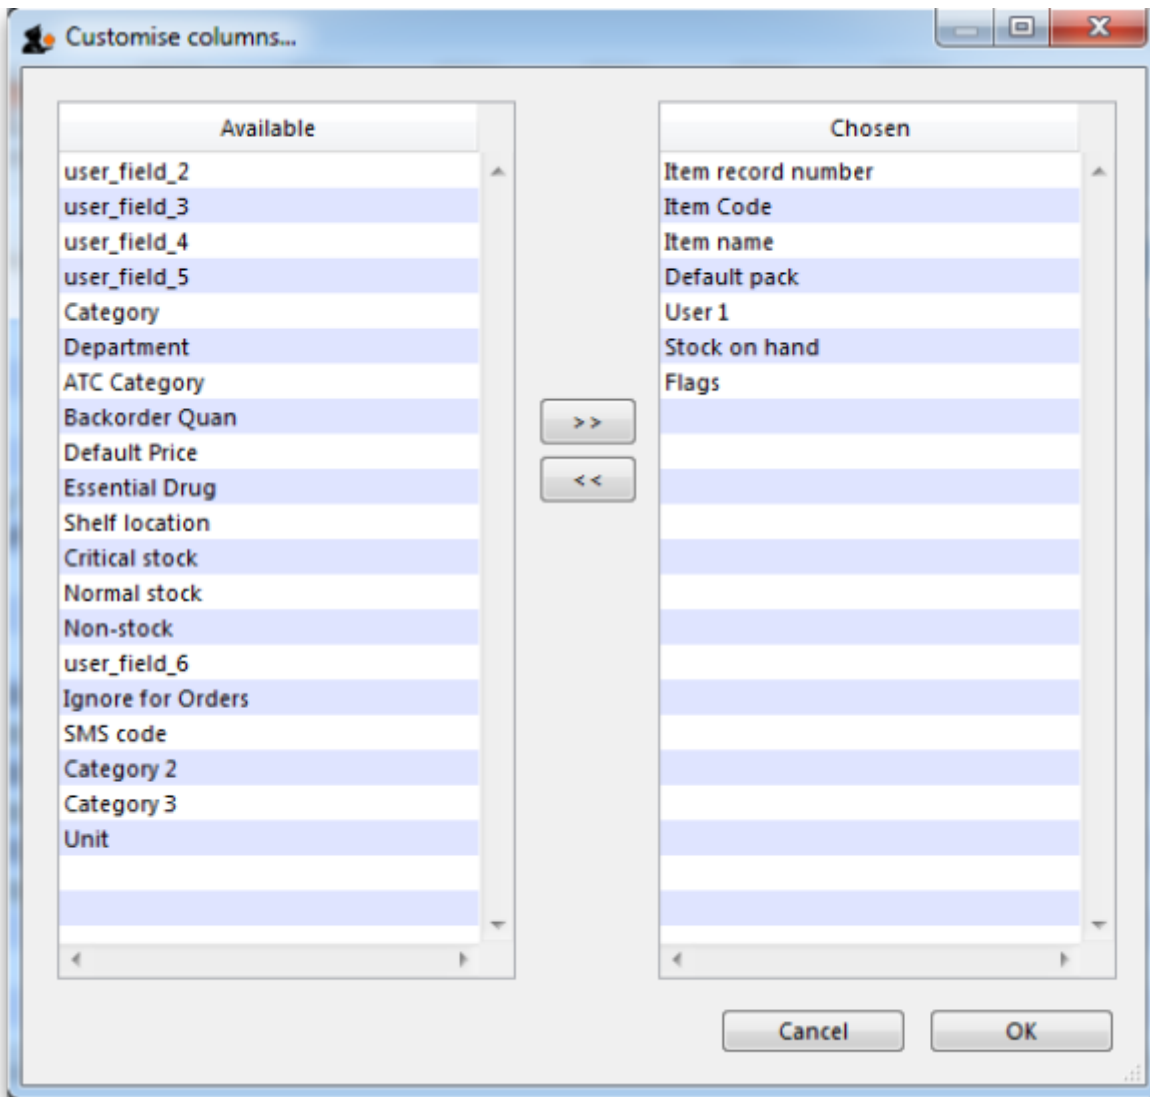 Customise columns...
Available
user_field_2
user_field_3
user_field_4
user_field_5
Category
Department
ATC Category
Backorder Quan
Default Price
Essential Drug
Shelf location
Critical stock
Normal stock
Non-stock
user_field_6
Ignore for Orders
SMS code
Category 2
Category 3
Unit
>>
<<
Chosen
Item record number
Item Code
Item name
Default pack
User 1
Stock on hand
Flags
Cancel
OK